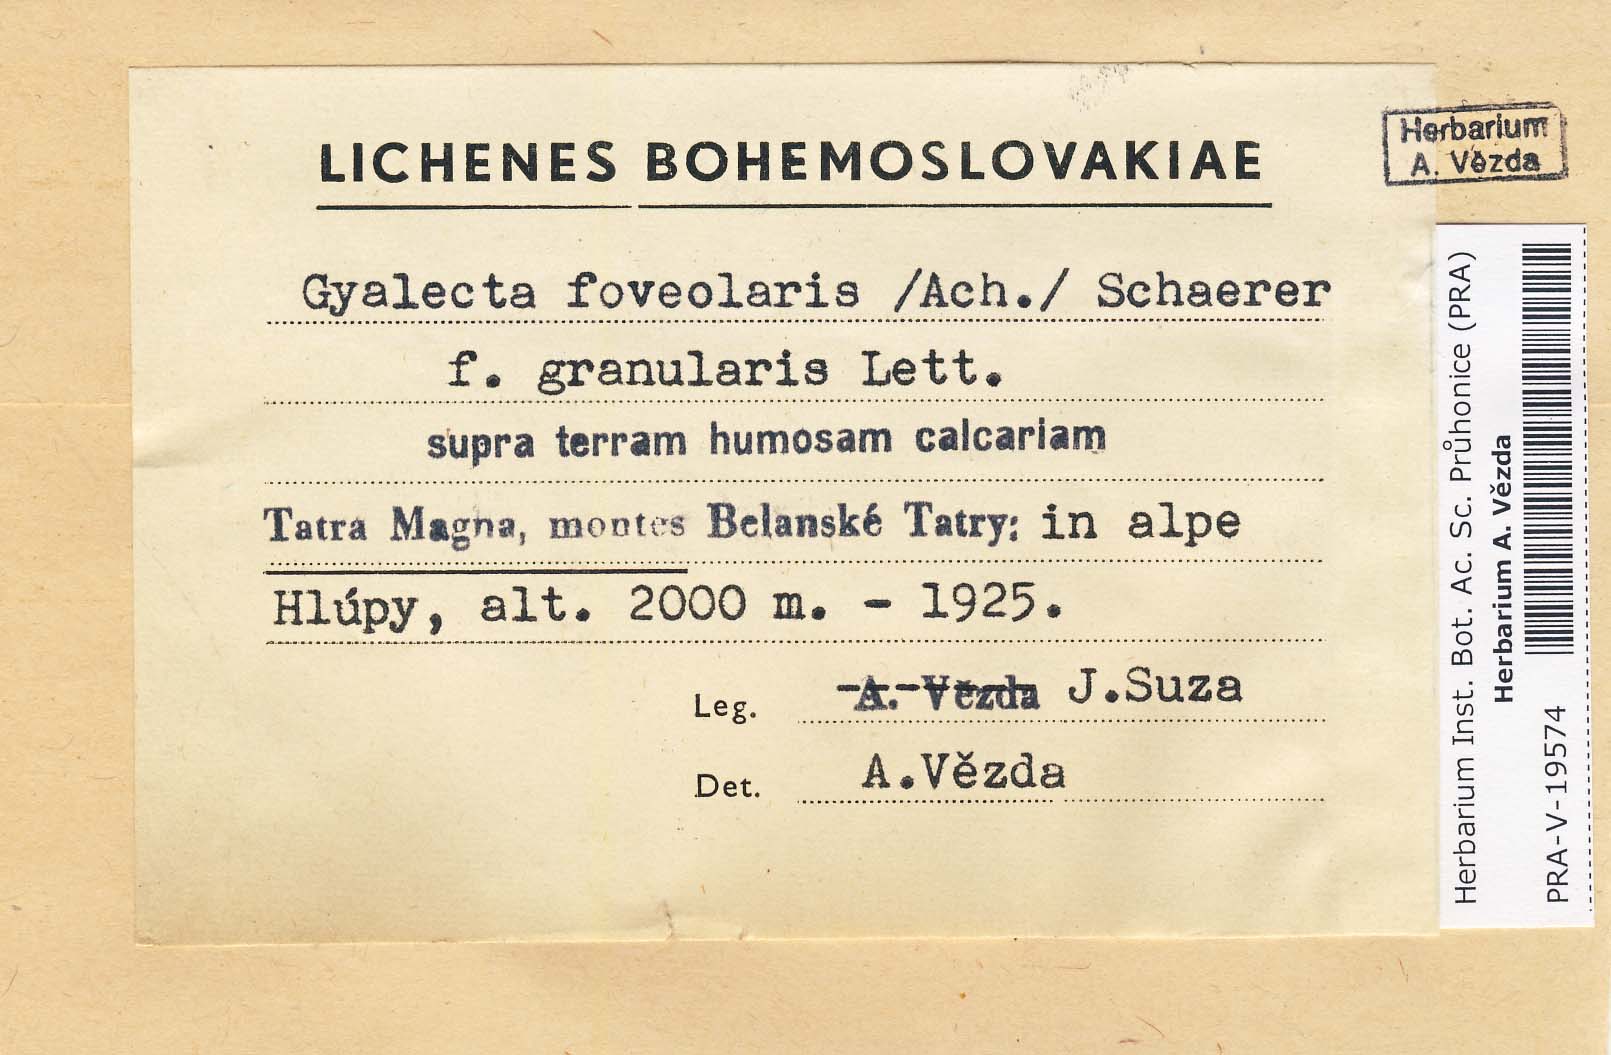 LICHENES BOHEMOSLOVAKIAE
Gyalecta foveolaris /Ach./ Schaerer
f. granularis Lett.
supra terram humosam calcariam
Tatra Magna, montes Belanské Tatry: in alpe
Hlúpy, alt. 2000 m. - 1925.
Leg. A. Vězda J.Suza
Det. A.Vězda
Herbarium
A. Vězda
Herbarium Inst. Bot. Ac. Sc. Průhonice (PRA)
Herbarium A. Vězda
PRA-V-19574